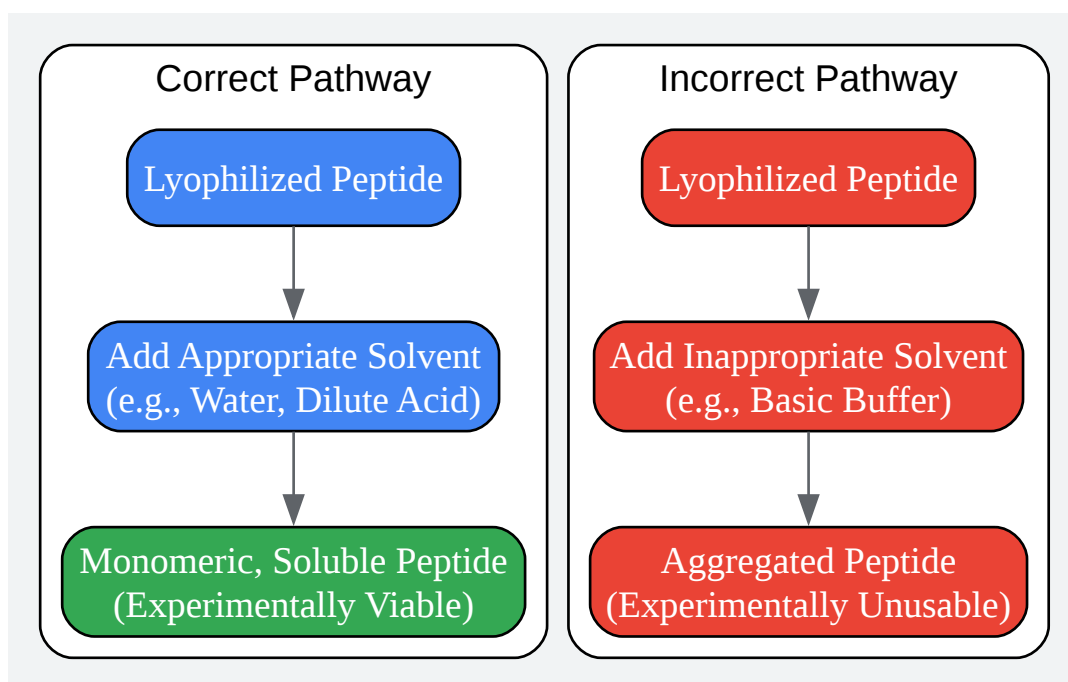 Correct Pathway
Lyophilized Peptide
Add Appropriate Solvent
(e.g., Water, Dilute Acid)
Monomeric, Soluble Peptide
(Experimentally Viable)
Incorrect Pathway
Lyophilized Peptide
Add Inappropriate Solvent
(e.g., Basic Buffer)
Aggregated Peptide
(Experimentally Unusable)